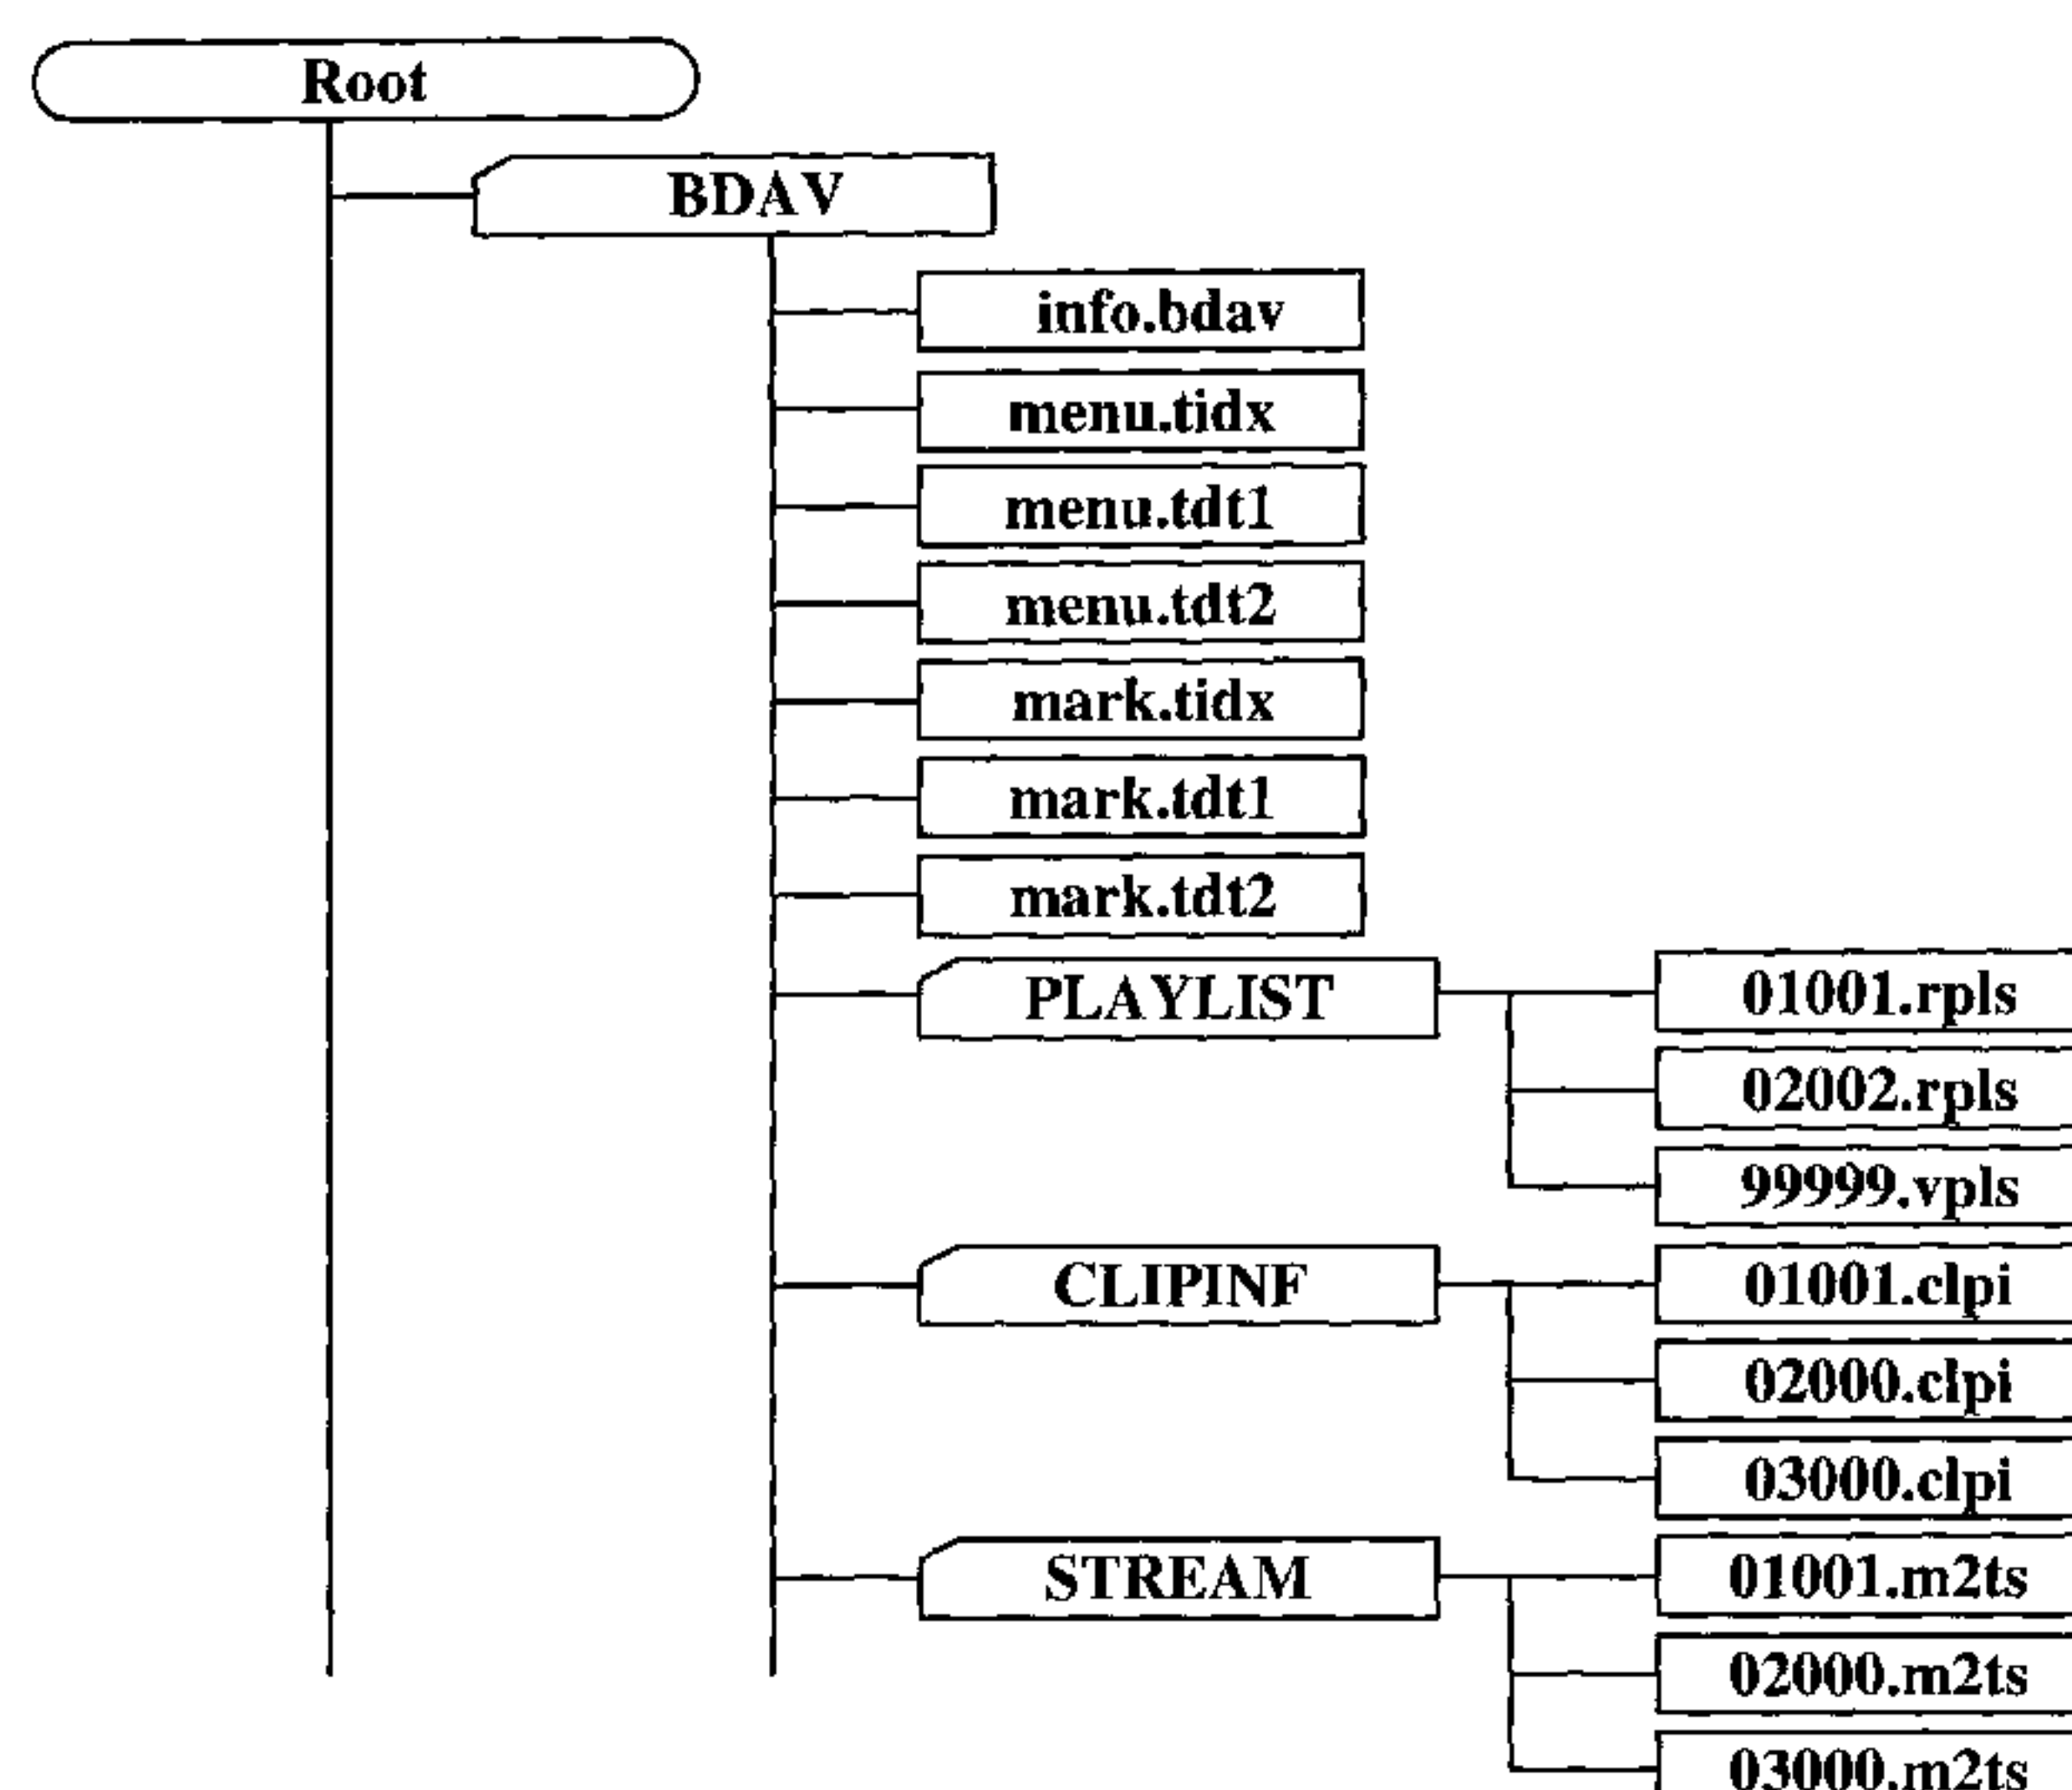 Root
BDAV
info.bdav
menu.tidx
menu.tdt1
menu.tdt2
mark.tidx
mark.tdt1
mark.tdt2
PLAYLIST
01001.rpls
02002.rpls
99999.vpls
CLIPINF
01001.clpi
02000.clpi
03000.clpi
STREAM
01001.m2ts
02000.m2ts
03000.m2ts